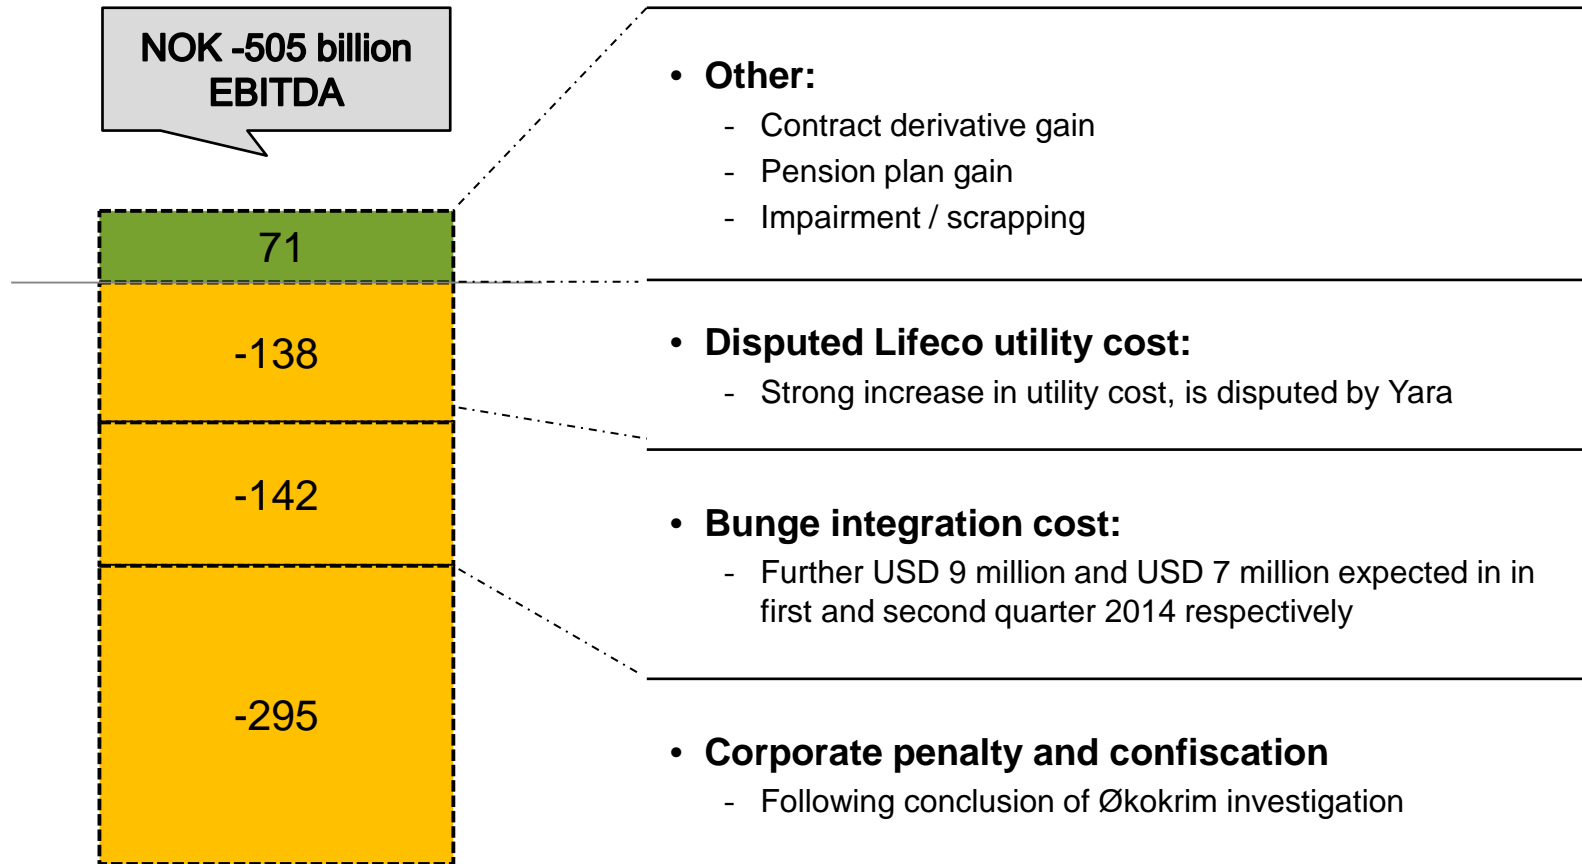 NOK -505 billion
EBITDA
71
-138
-142
-295
• Other:
- Contract derivative gain
- Pension plan gain
- Impairment / scrapping
• Disputed Lifeco utility cost:
- Strong increase in utility cost, is disputed by Yara
• Bunge integration cost:
- Further USD 9 million and USD 7 million expected in in
first and second quarter 2014 respectively
• Corporate penalty and confiscation
- Following conclusion of Økokrim investigation